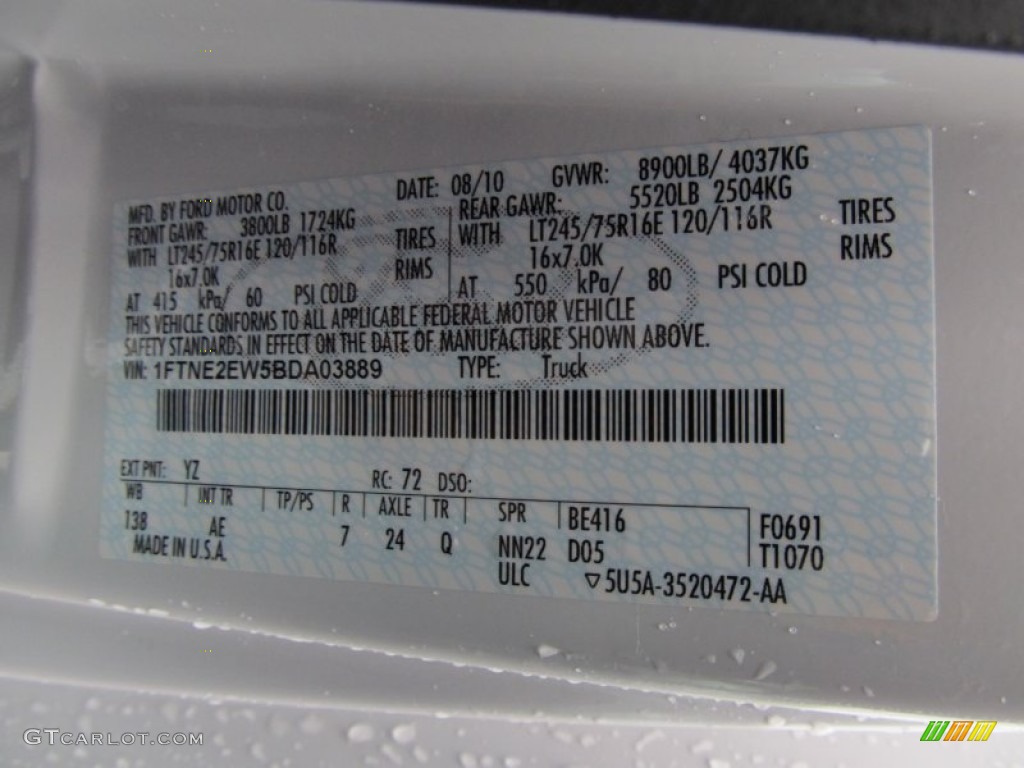 MFD. BY FORD MOTOR CO. DATE: 08/10 GVWR: 8900LB/ 4037KG
FRONT GAWR: 3800LB 1724KG REAR GAWR: 5520LB 2504KG
WITH LT245/75R16E 120/116R TIRES WITH LT245/75R16E 120/116R TIRES
16x7.0K RIMS 16x7.0K RIMS
AT 415 kPa/ 60 PSI COLD AT 550 kPa/ 80 PSI COLD
THIS VEHICLE CONFORMS TO ALL APPLICABLE FEDERAL MOTOR VEHICLE
SAFETY STANDARDS IN EFFECT ON THE DATE OF MANUFACTURE SHOWN ABOVE.
VIN: 1FTNE2EW5BDA03889 TYPE: Truck
EXT PNT: YZ RC: 72 DSO:
WB INT TR TP/PS R AXLE TR SPR BE416 F0691
138 AE 7 24 Q NN22 D05 T1070
MADE IN U.S.A. ULC ▽5U5A-3520472-AA
GTCARLOT.COM